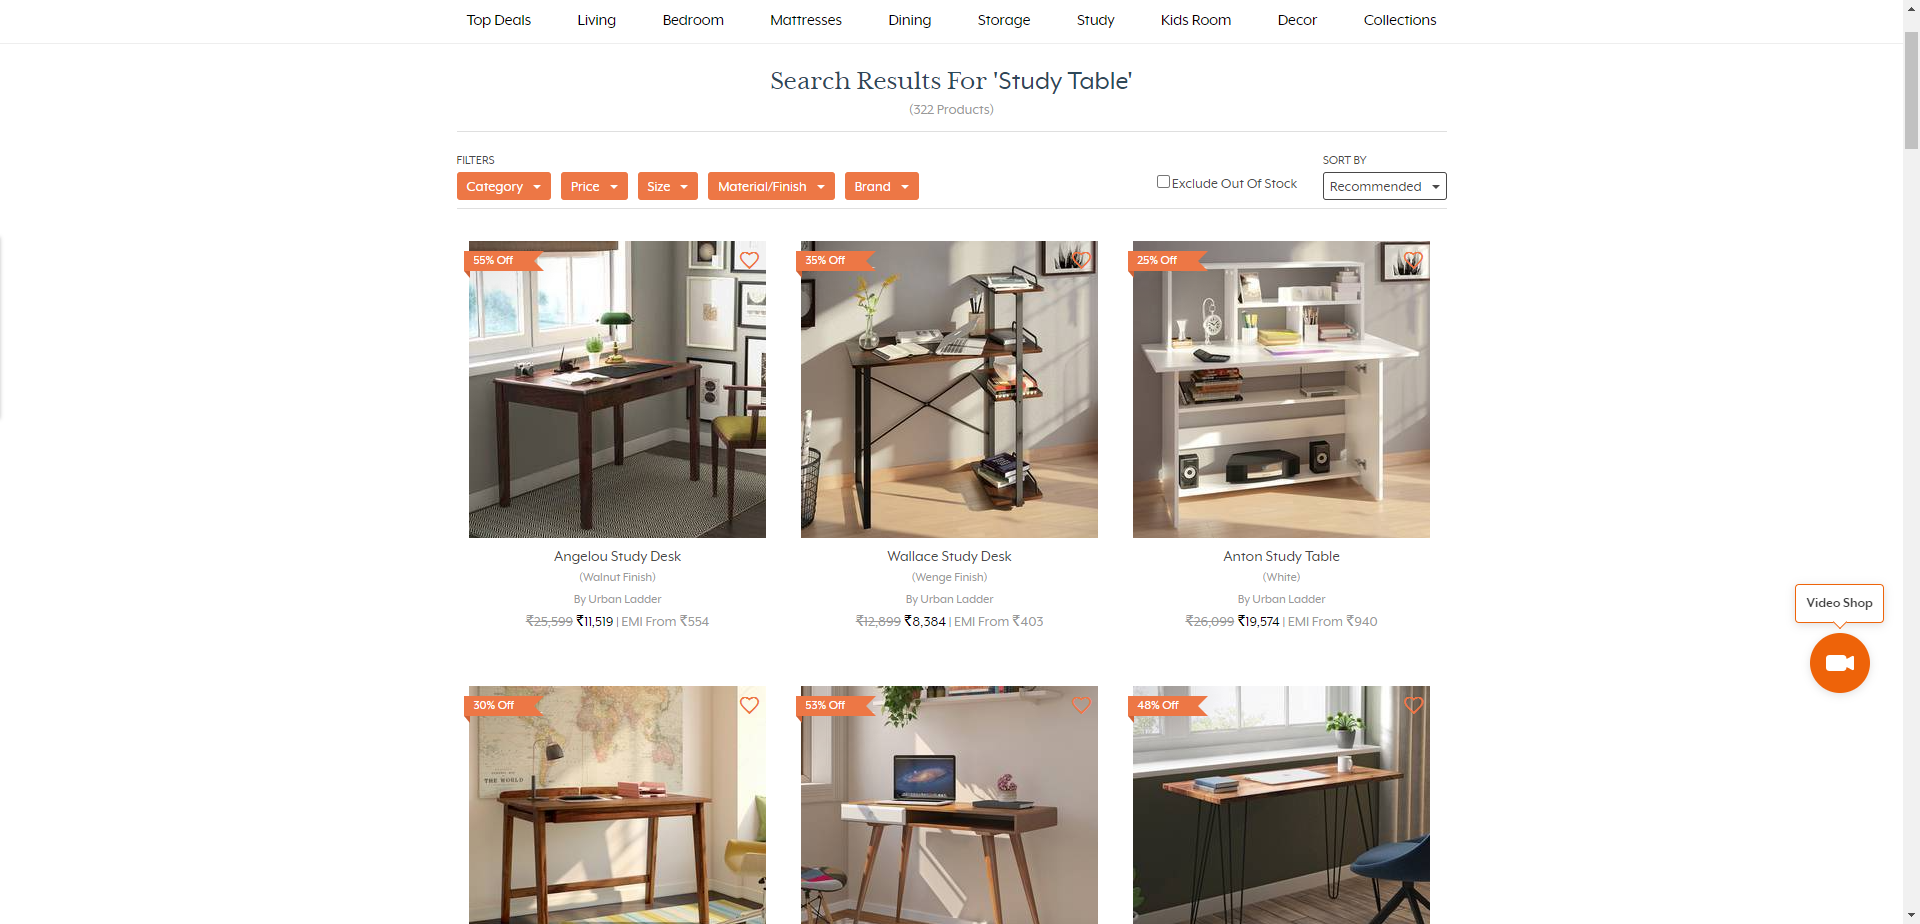 Top Deals Living Bedroom Mattresses Dining Storage Study Kids Room Decor Collections
Search Results For 'Study Table'
(322 Products)
FILTERS
SORT BY
Category Price Size Material/Finish Brand
Exclude Out Of Stock
Recommended
55% Off
35% Off
25% Off
Angelou Study Desk
(Walnut Finish)
By Urban Ladder
₹25,599 ₹11,519 | EMI From ₹554
Wallace Study Desk
(Wenge Finish)
By Urban Ladder
₹12,899 ₹8,384 | EMI From ₹403
Anton Study Table
(White)
By Urban Ladder
₹26,099 ₹19,574 | EMI From ₹940
Video Shop
30% Off
THE WORLD
53% Off
48% Off